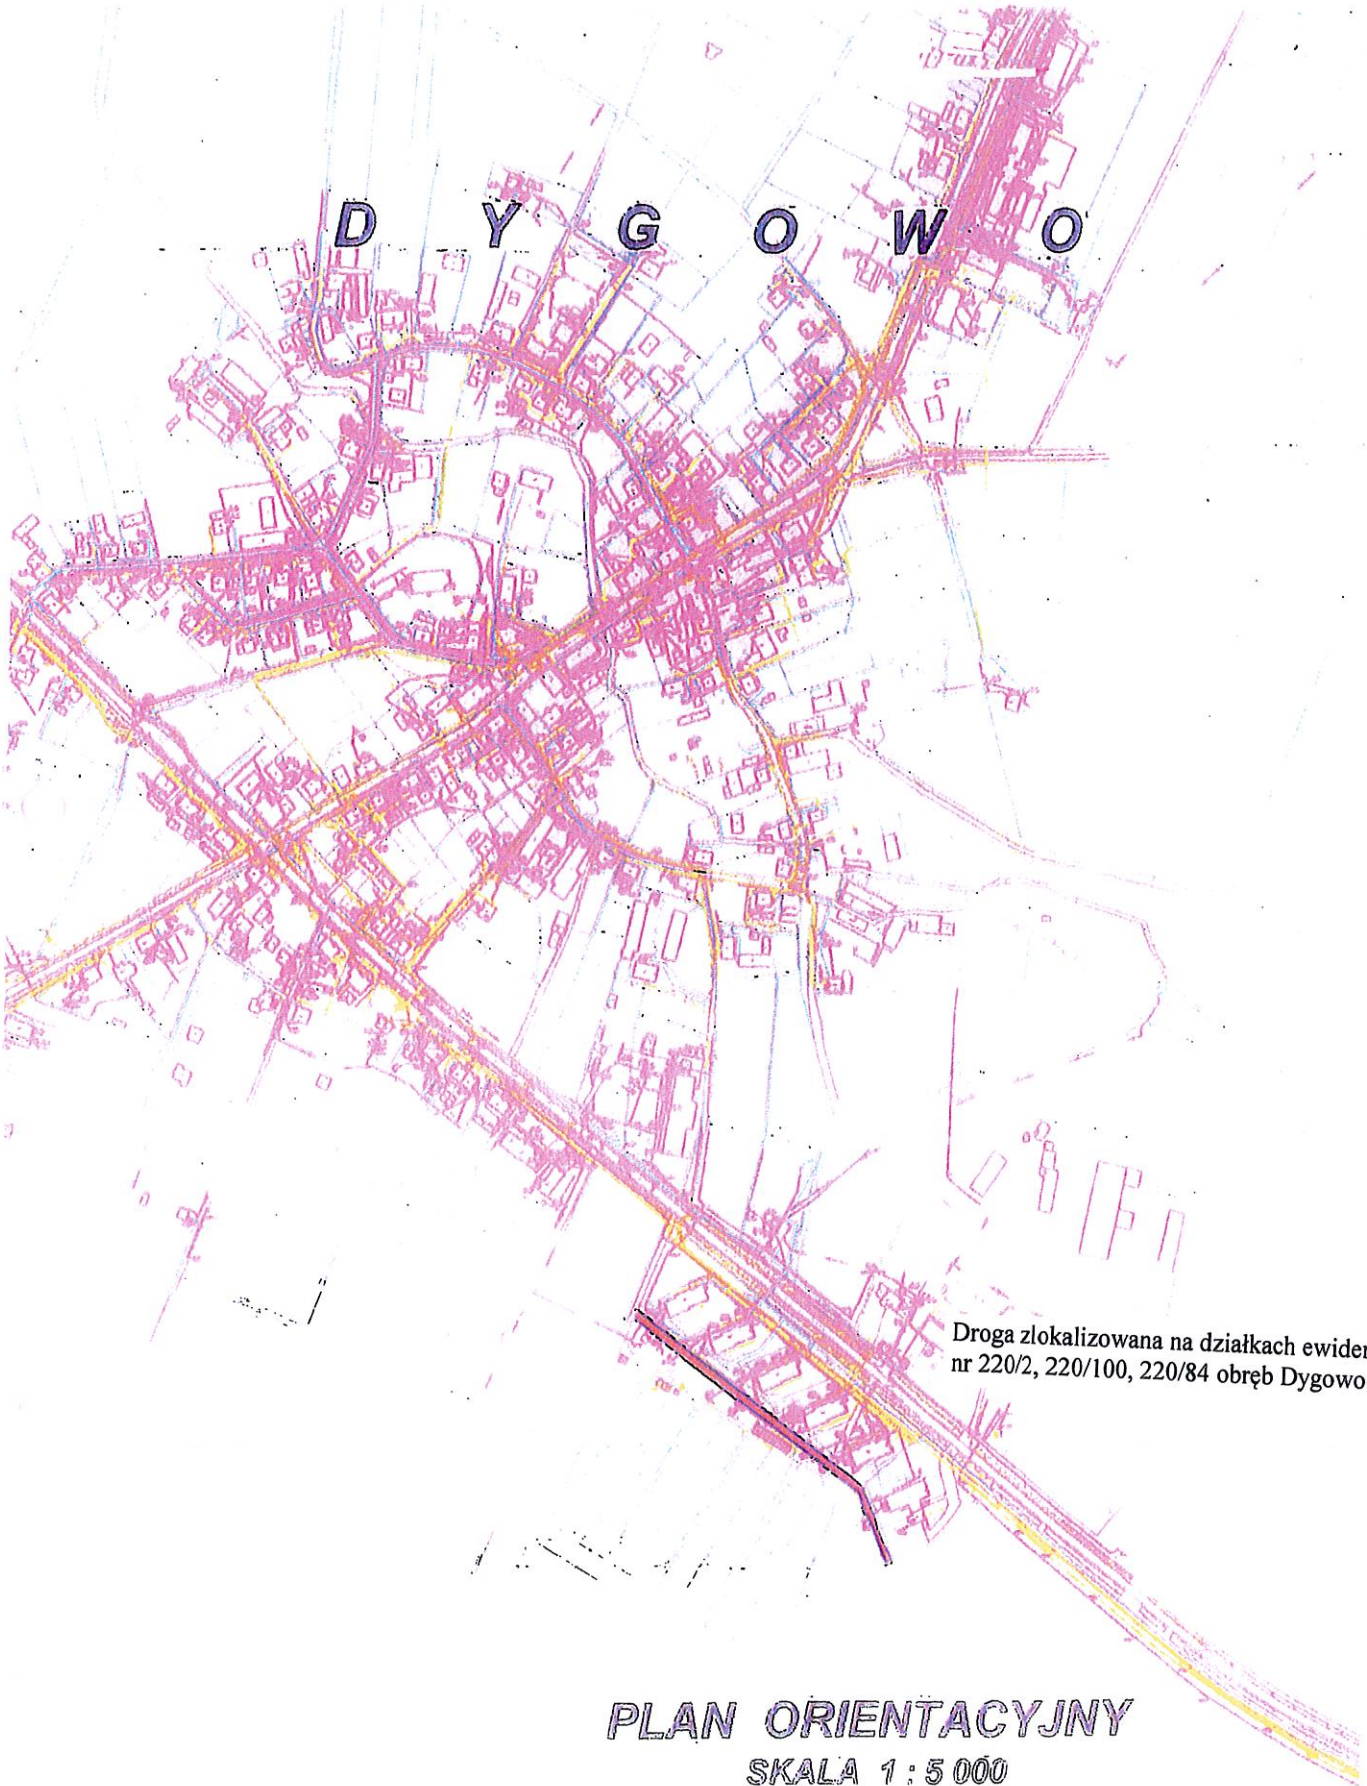 D Y G O W O
Droga zlokalizowana na działkach ewider
nr 220/2, 220/100, 220/84 obręb Dygowo
PLAN ORIENTACYJNY
SKALA 1 : 5 000